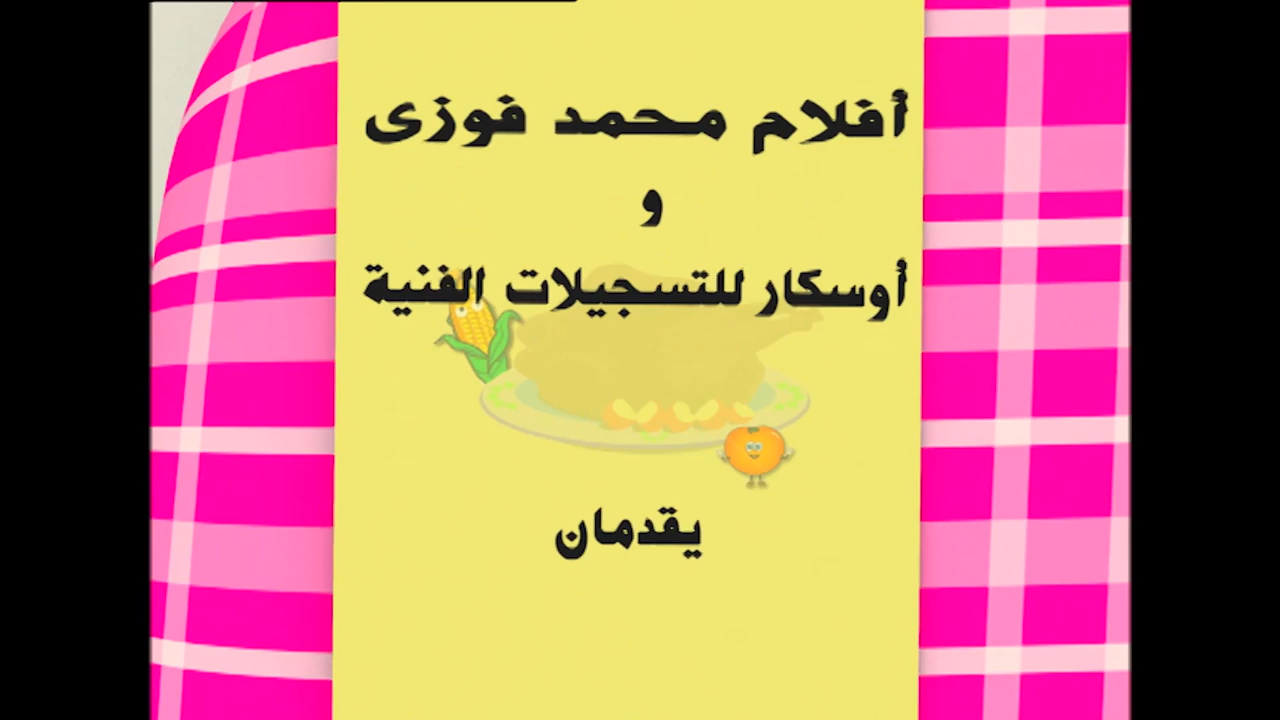 أفلام محمد فوزى
و
أوسكار للتسجيلات الفنية
يقدمان